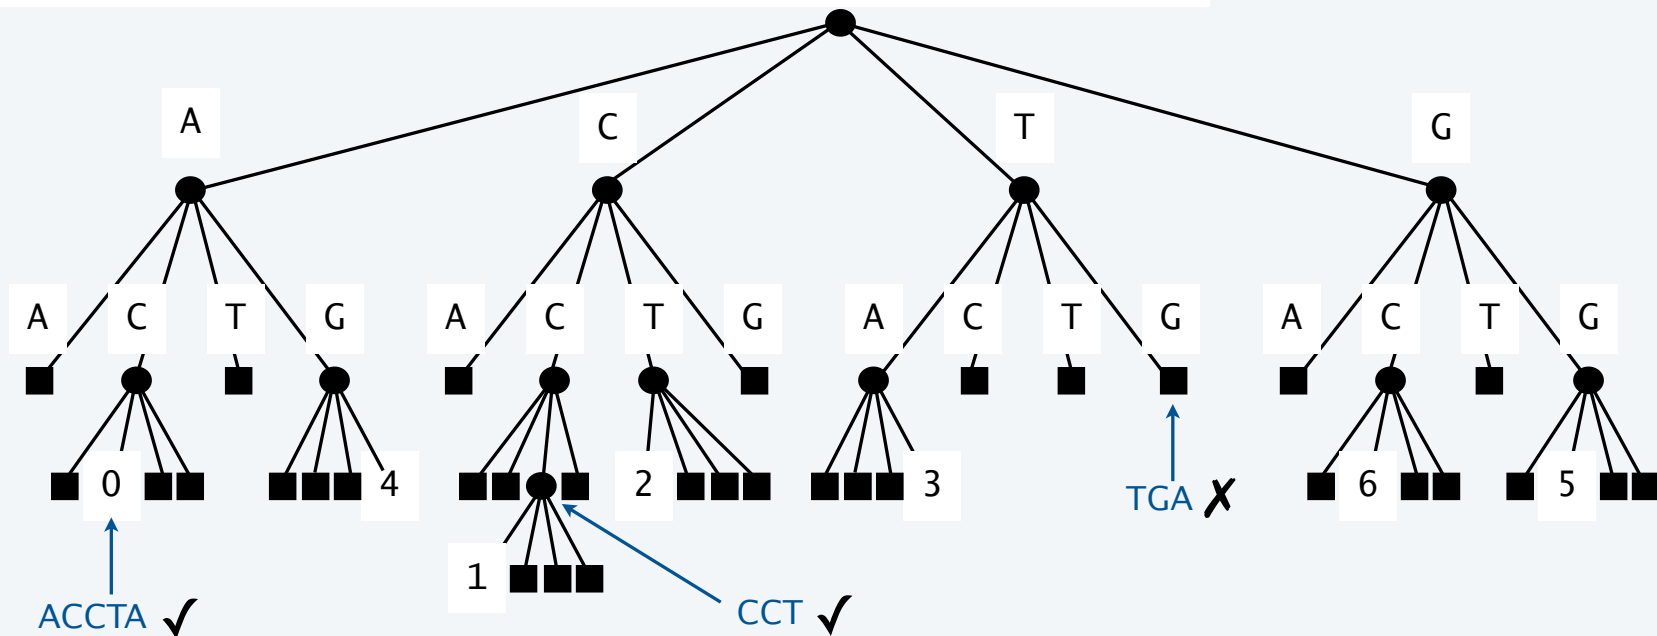 A
C
T
G
A C T G A C T G A C T G A C T G
0 4 2 3 6 5
TGA ✗
1
ACCTA ✓
CCT ✓